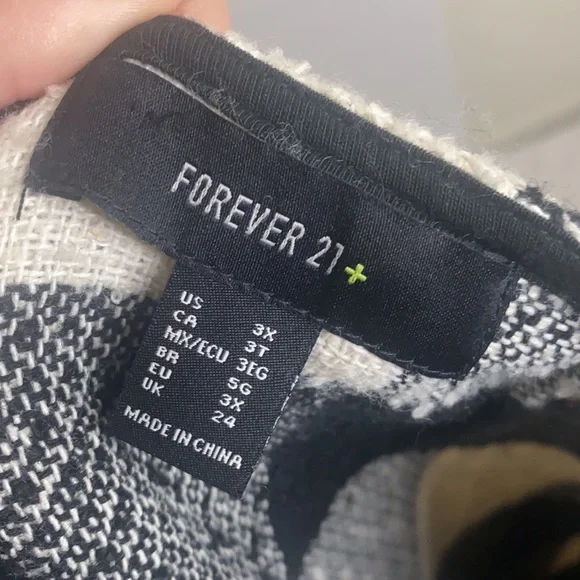 FOREVER 21+
US 3X
CA 3T
MX/ECU 3EG
BR 5G
EU 3X
UK 24
MADE IN CHINA